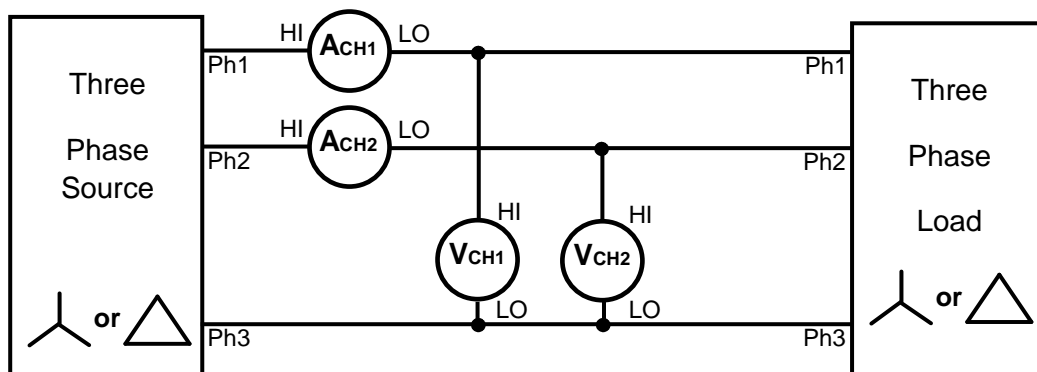 Three
Phase
Source
or
HI
ACH1
LO
Ph1
HI
ACH2
LO
Ph2
HI
VCH1
LO
HI
VCH2
LO
Ph3
Ph1
Ph2
Ph3
Three
Phase
Load
or